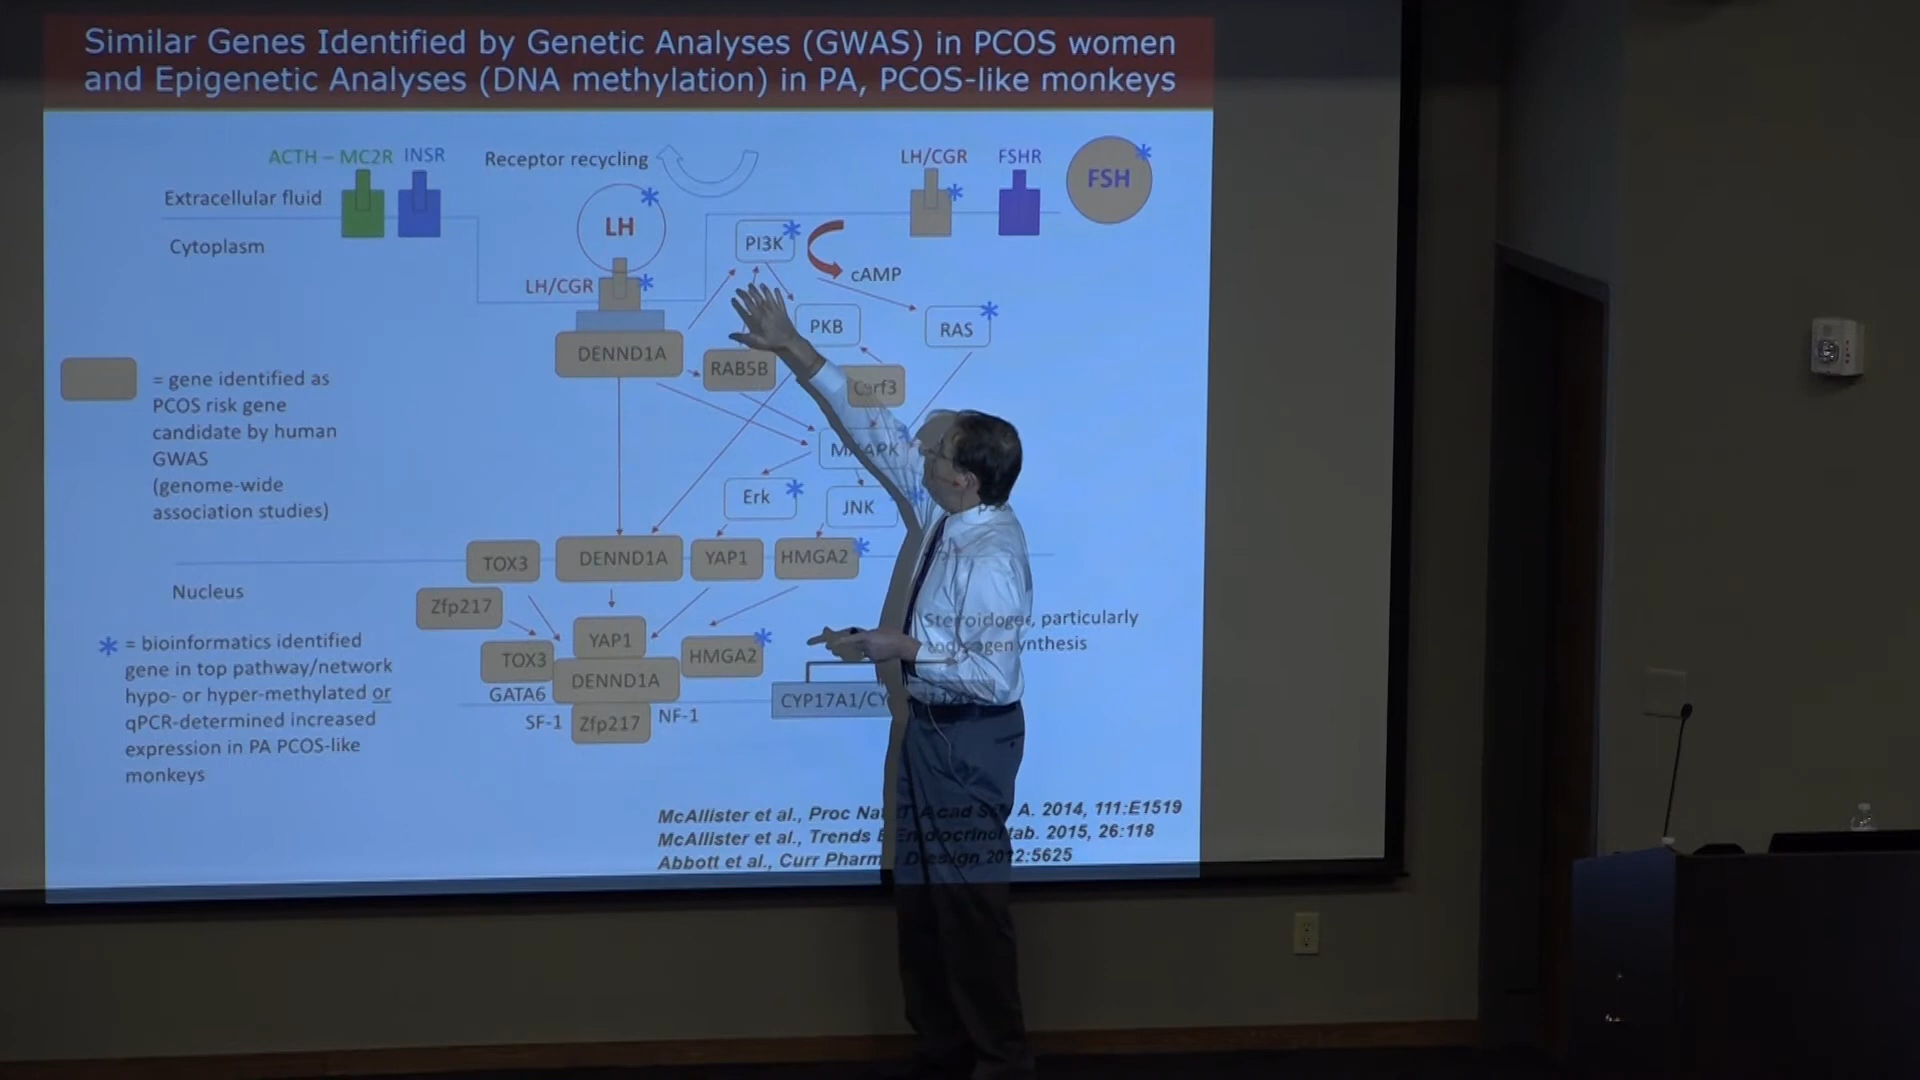 Similar Genes Identified by Genetic Analyses (GWAS) in PCOS women
and Epigenetic Analyses (DNA methylation) in PA, PCOS-like monkeys
ACTH – MC2R
INSR
Receptor recycling
LH/CGR
FSHR
FSH
*
Extracellular fluid
*
LH
*
Cytoplasm
PI3K
*
cAMP
LH/CGR
*
PKB
RAS
*
DENND1A
RAB5B
= gene identified as
PCOS risk gene
candidate by human
GWAS
(genome-wide
association studies)
Erk
*
JNK
*
TOX3
DENND1A
YAP1
HMGA2
*
Nucleus
Zfp217
YAP1
TOX3
HMGA2
*
DENND1A
GATA6
SF-1
Zfp217
NF-1
* = bioinformatics identified
gene in top pathway/network
hypo- or hyper-methylated or
qPCR-determined increased
expression in PA PCOS-like
monkeys
particularly
CYP17A1/
McAllister et al., Proc A. 2014, 111:E1519
McAllister et al., Trends 2015, 26:118
Abbott et al., Curr Pharm